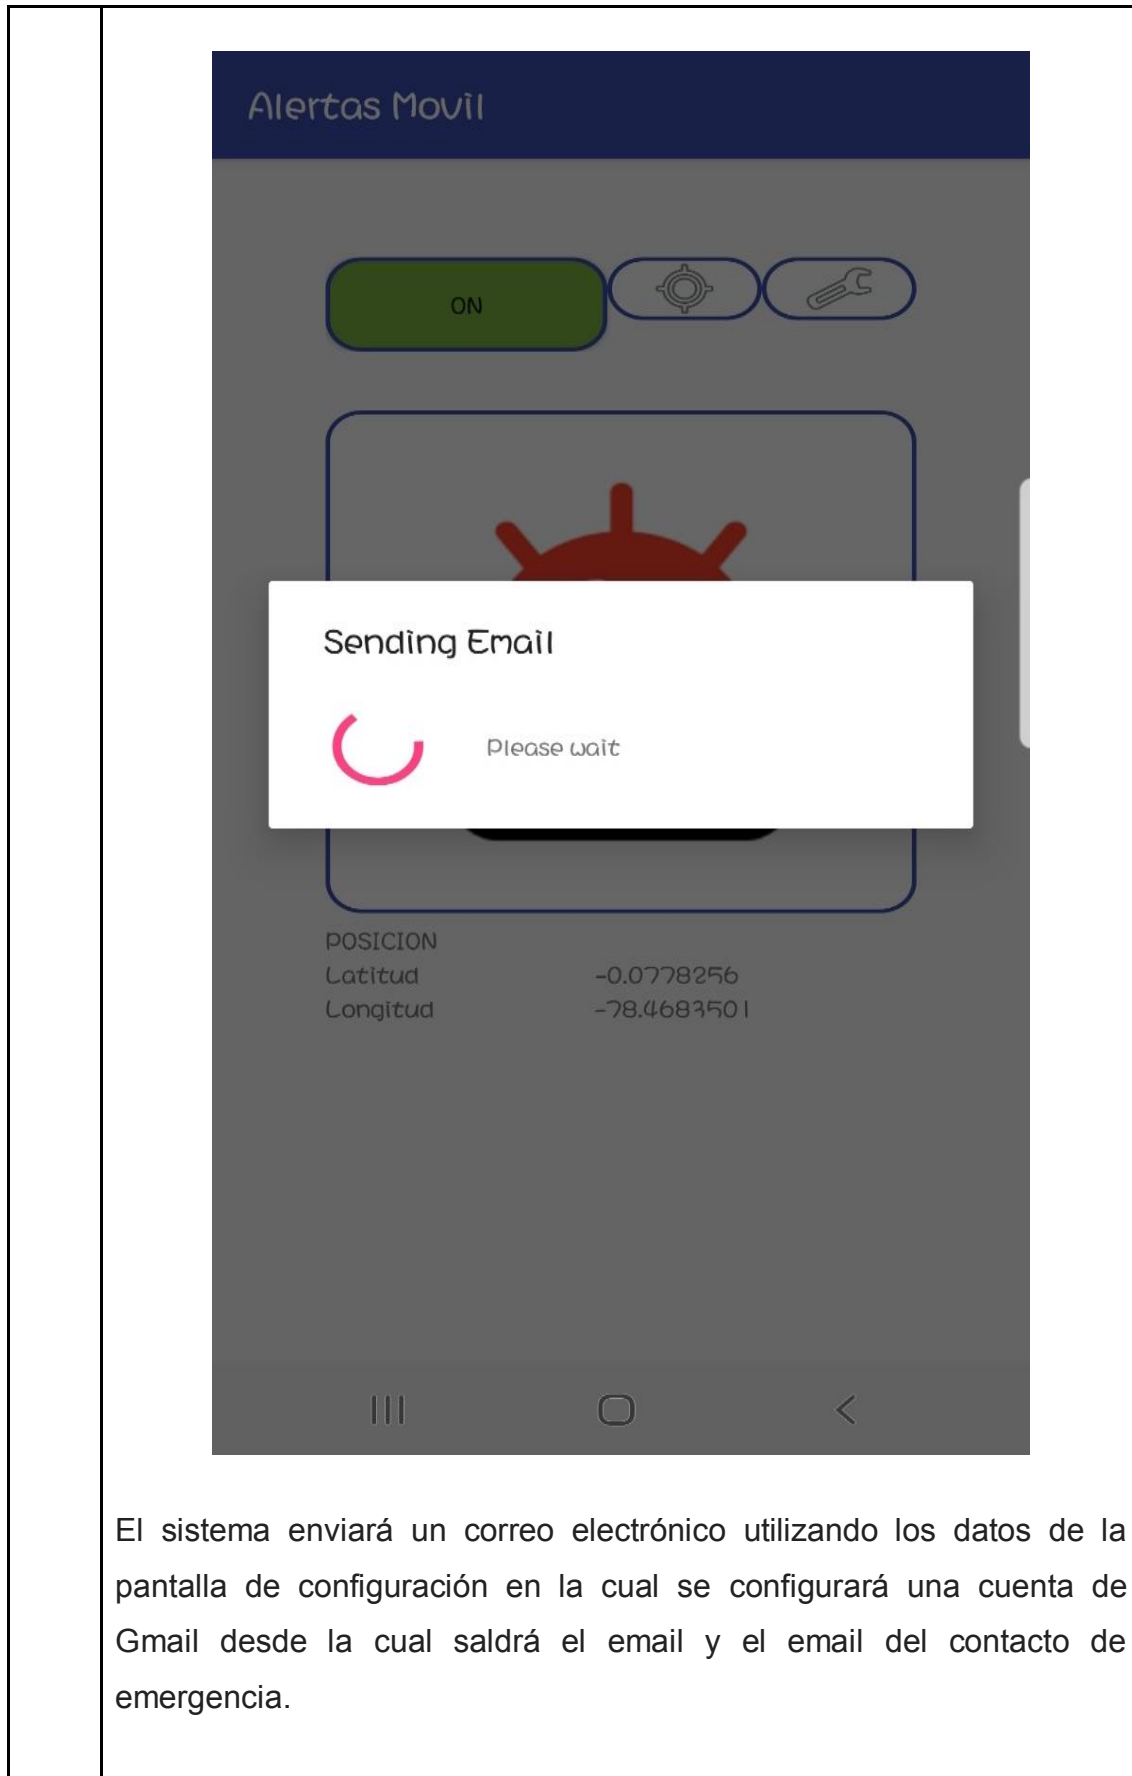 Alertas Movil
ON
Sending Email
Please wait
POSICION
Latitud -0.0778256
Longitud -78.4683501
El sistema enviará un correo electrónico utilizando los datos de la
pantalla de configuración en la cual se configurará una cuenta de
Gmail desde la cual saldrá el email y el email del contacto de
emergencia.